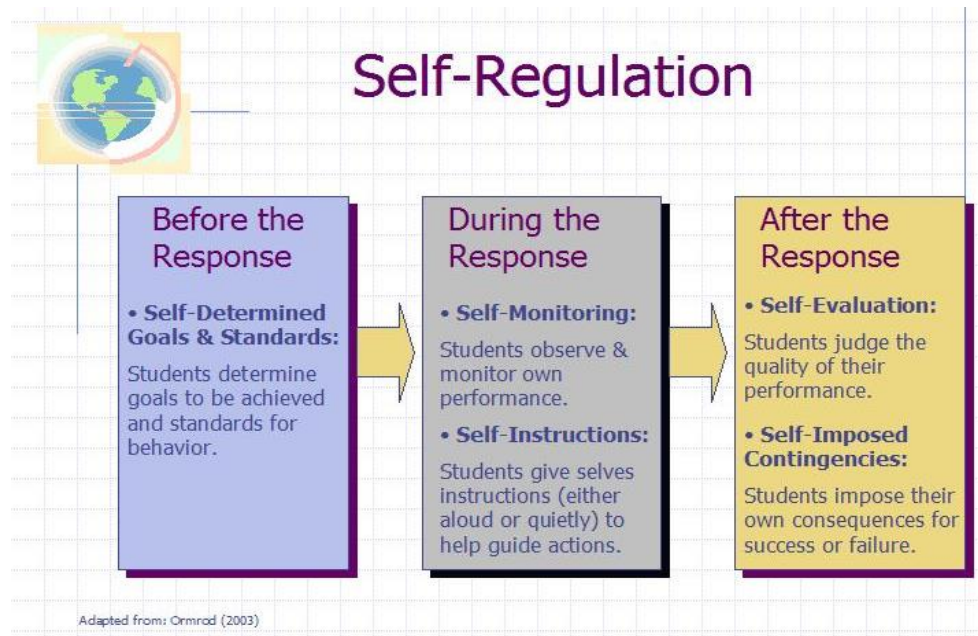 Self-Regulation
Before the
Response
• Self-Determined
Goals & Standards:
Students determine
goals to be achieved
and standards for
behavior.
During the
Response
• Self-Monitoring:
Students observe &
monitor own
performance.
• Self-Instructions:
Students give selves
instructions (either
aloud or quietly) to
help guide actions.
After the
Response
• Self-Evaluation:
Students judge the
quality of their
performance.
• Self-Imposed
Contingencies:
Students impose their
own consequences for
success or failure.
Adapted from: Ormrod (2003)